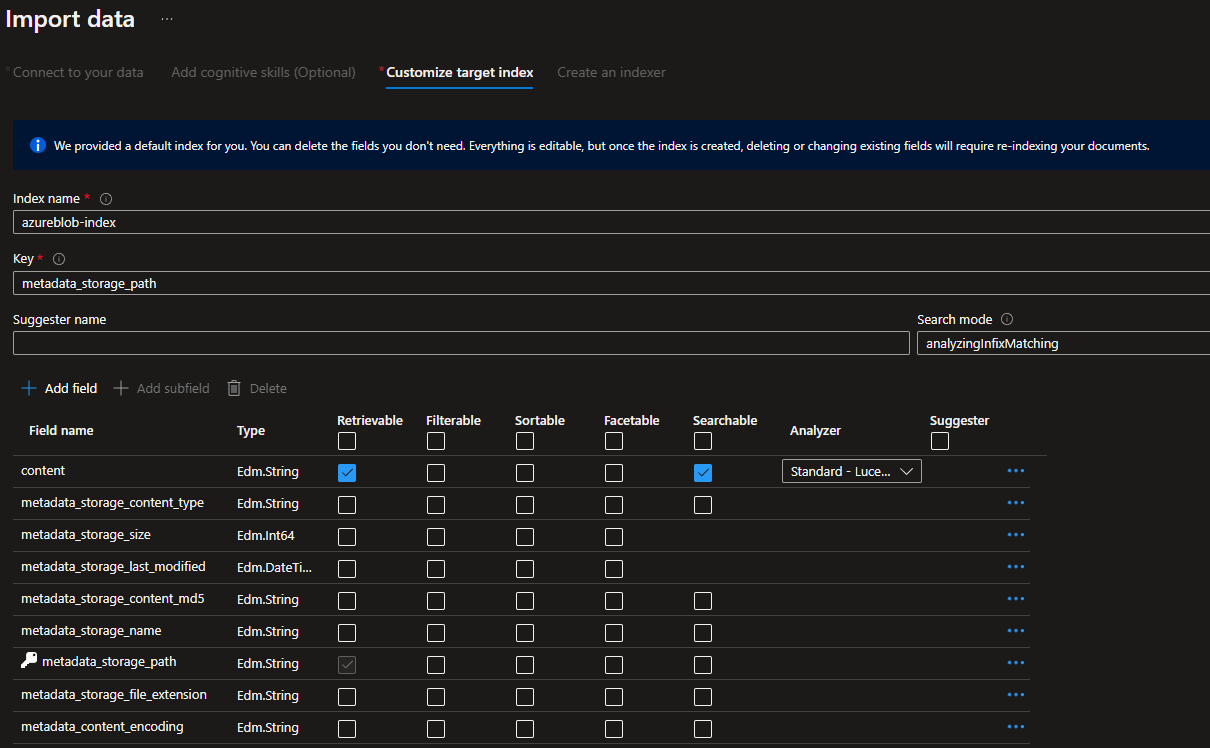 Import data ...
* Connect to your data Add cognitive skills (Optional) * Customize target index Create an indexer
We provided a default index for you. You can delete the fields you don't need. Everything is editable, but once the index is created, deleting or changing existing fields will require re-indexing your documents.
Index name *
azureblob-index
Key *
metadata_storage_path
Suggester name Search mode
analyzingInfixMatching
Add field Add subfield Delete
Field name Type Retrievable Filterable Sortable Facetable Searchable Analyzer Suggester
content Edm.String Standard - Luce...
metadata_storage_content_type Edm.String
metadata_storage_size Edm.Int64
metadata_storage_last_modified Edm.DateTi...
metadata_storage_content_md5 Edm.String
metadata_storage_name Edm.String
metadata_storage_path Edm.String
metadata_storage_file_extension Edm.String
metadata_content_encoding Edm.String